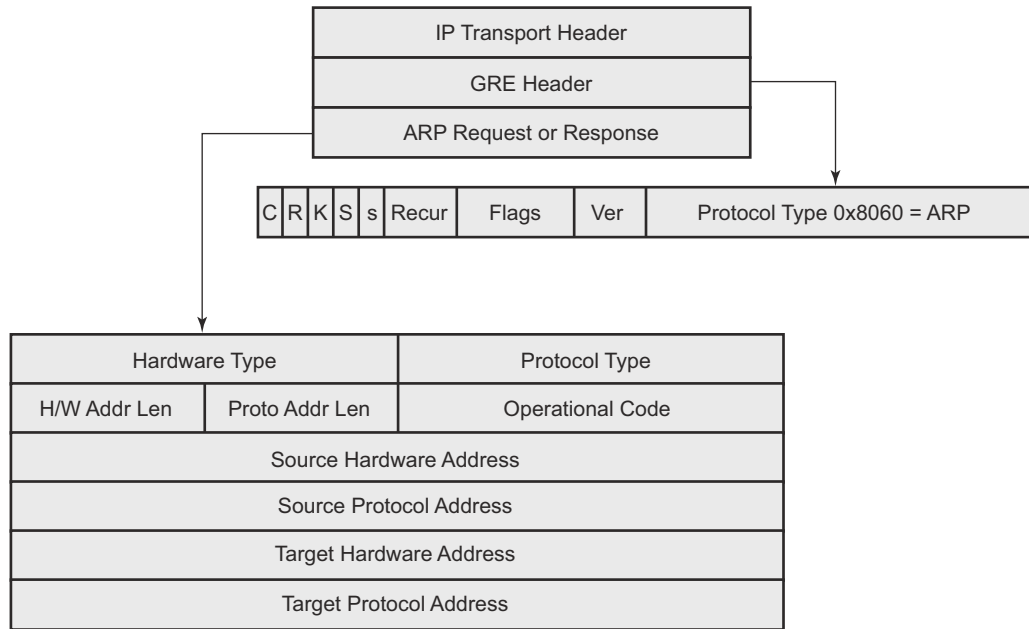 IP Transport Header
GRE Header
ARP Request or Response
C R K S s Recur Flags Ver Protocol Type 0x8060 = ARP
Hardware Type Protocol Type
H/W Addr Len Proto Addr Len Operational Code
Source Hardware Address
Source Protocol Address
Target Hardware Address
Target Protocol Address